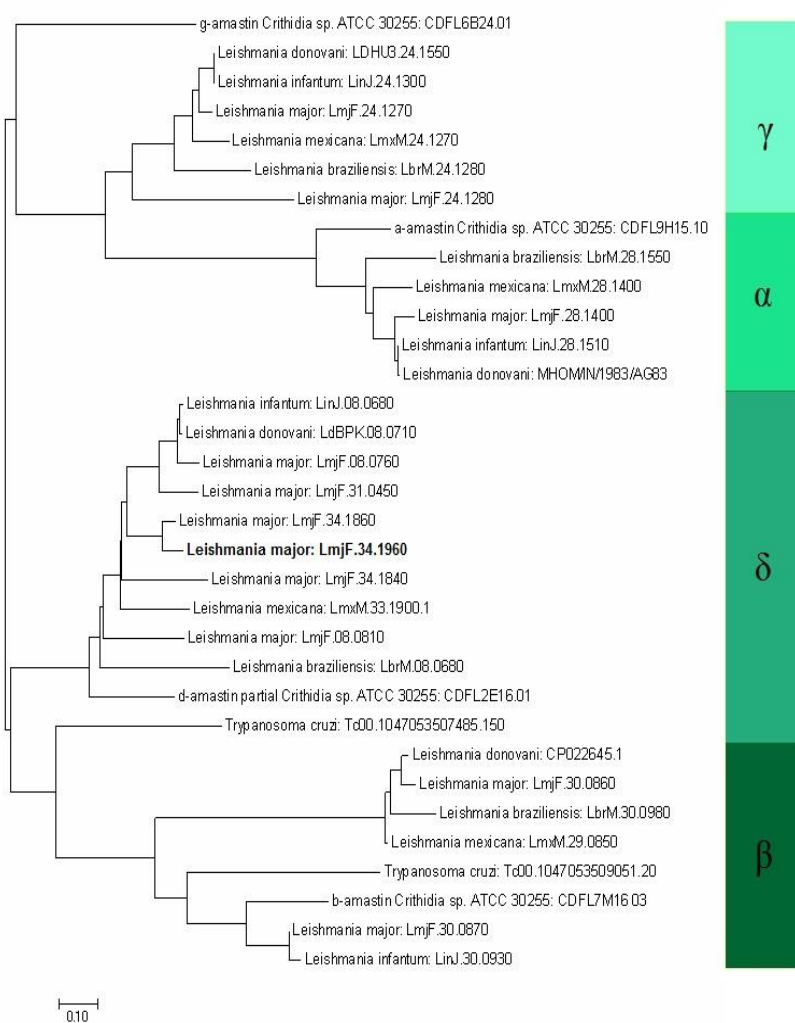 g-amastin Crithidia sp. ATCC 30255: CDFL6B24.01
Leishmania donovani: LDHU3.24.1550
Leishmania infantum: LinJ.24.1300
Leishmania major: LmjF.24.1270
Leishmania mexicana: LmxM.24.1270
Leishmania braziliensis: LbrM.24.1280
Leishmania major: LmjF.24.1280
γ
a-amastin Crithidia sp. ATCC 30255: CDFL9H15.10
Leishmania braziliensis: LbrM.28.1550
Leishmania mexicana: LmxM.28.1400
Leishmania major: LmjF.28.1400
Leishmania infantum: LinJ.28.1510
Leishmania donovani: MHOM/IN/1983/AG83
α
Leishmania infantum: LinJ.08.0680
Leishmania donovani: LdBPK.08.0710
Leishmania major: LmjF.08.0760
Leishmania major: LmjF.31.0450
Leishmania major: LmjF.34.1860
Leishmania major: LmjF.34.1960
Leishmania major: LmjF.34.1840
Leishmania mexicana: LmxM.33.1900.1
Leishmania major: LmjF.08.0810
Leishmania braziliensis: LbrM.08.0680
d-amastin partial Crithidia sp. ATCC 30255: CDFL2E16.01
Trypanosoma cruzi: Tc00.1047053507485.150
δ
Leishmania donovani: CP022645.1
Leishmania major: LmjF.30.0860
Leishmania braziliensis: LbrM.30.0980
Leishmania mexicana: LmxM.29.0850
Trypanosoma cruzi: Tc00.1047053509051.20
b-amastin Crithidia sp. ATCC 30255: CDFL7M16 03
Leishmania major: LmjF.30.0870
Leishmania infantum: LinJ.30.0930
β
0.10